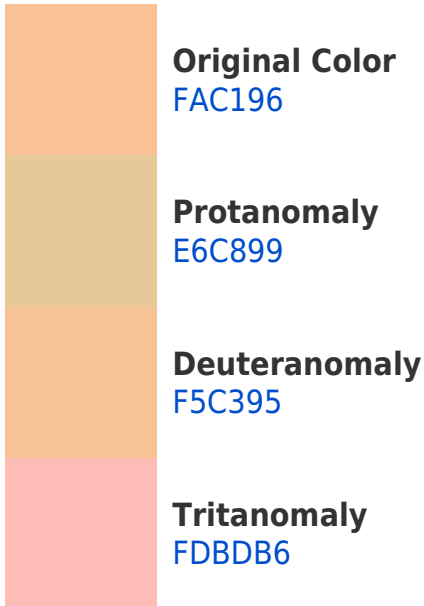 Original Color
FAC196
Protanomaly
E6C899
Deuteranomaly
F5C395
Tritanomaly
FDBDB6